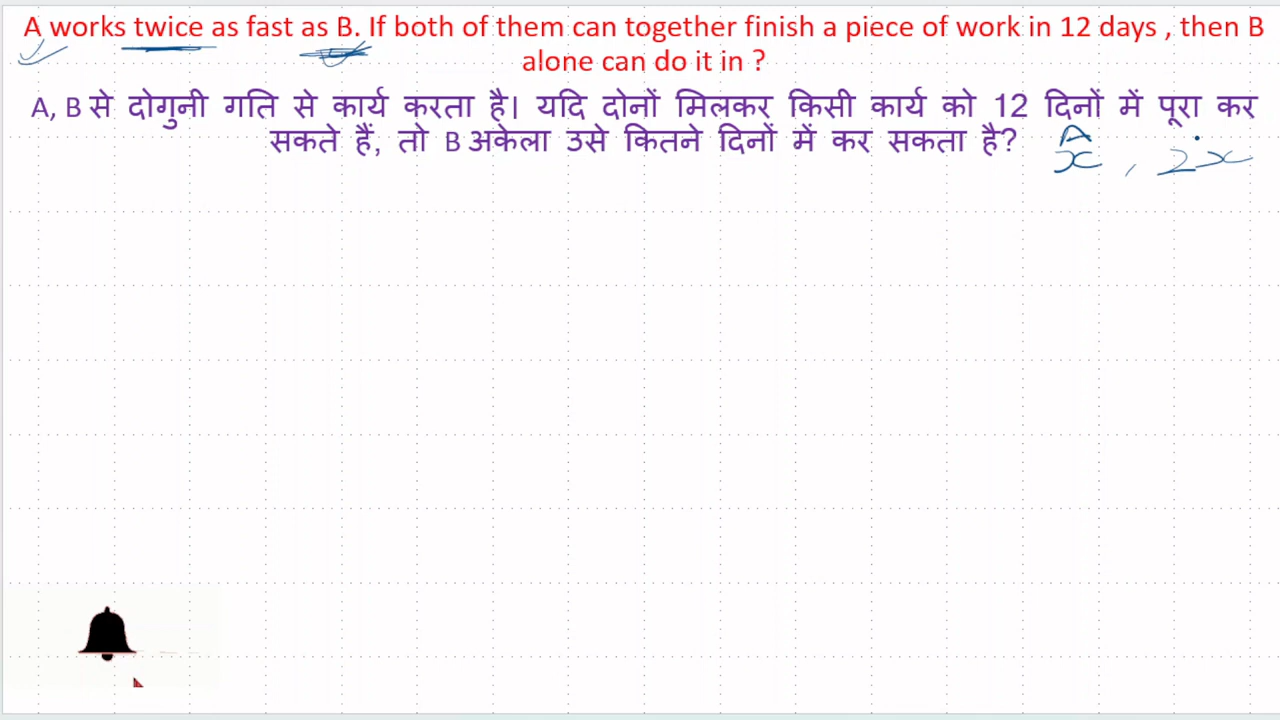 A works twice as fast as B. If both of them can together finish a piece of work in 12 days , then B
alone can do it in ?
A, B से दोगुनी गति से कार्य करता है। यदि दोनों मिलकर किसी कार्य को 12 दिनों में पूरा कर
सकते हैं, तो B अकेला उसे कितने दिनों में कर सकता है?
A
x , 2x